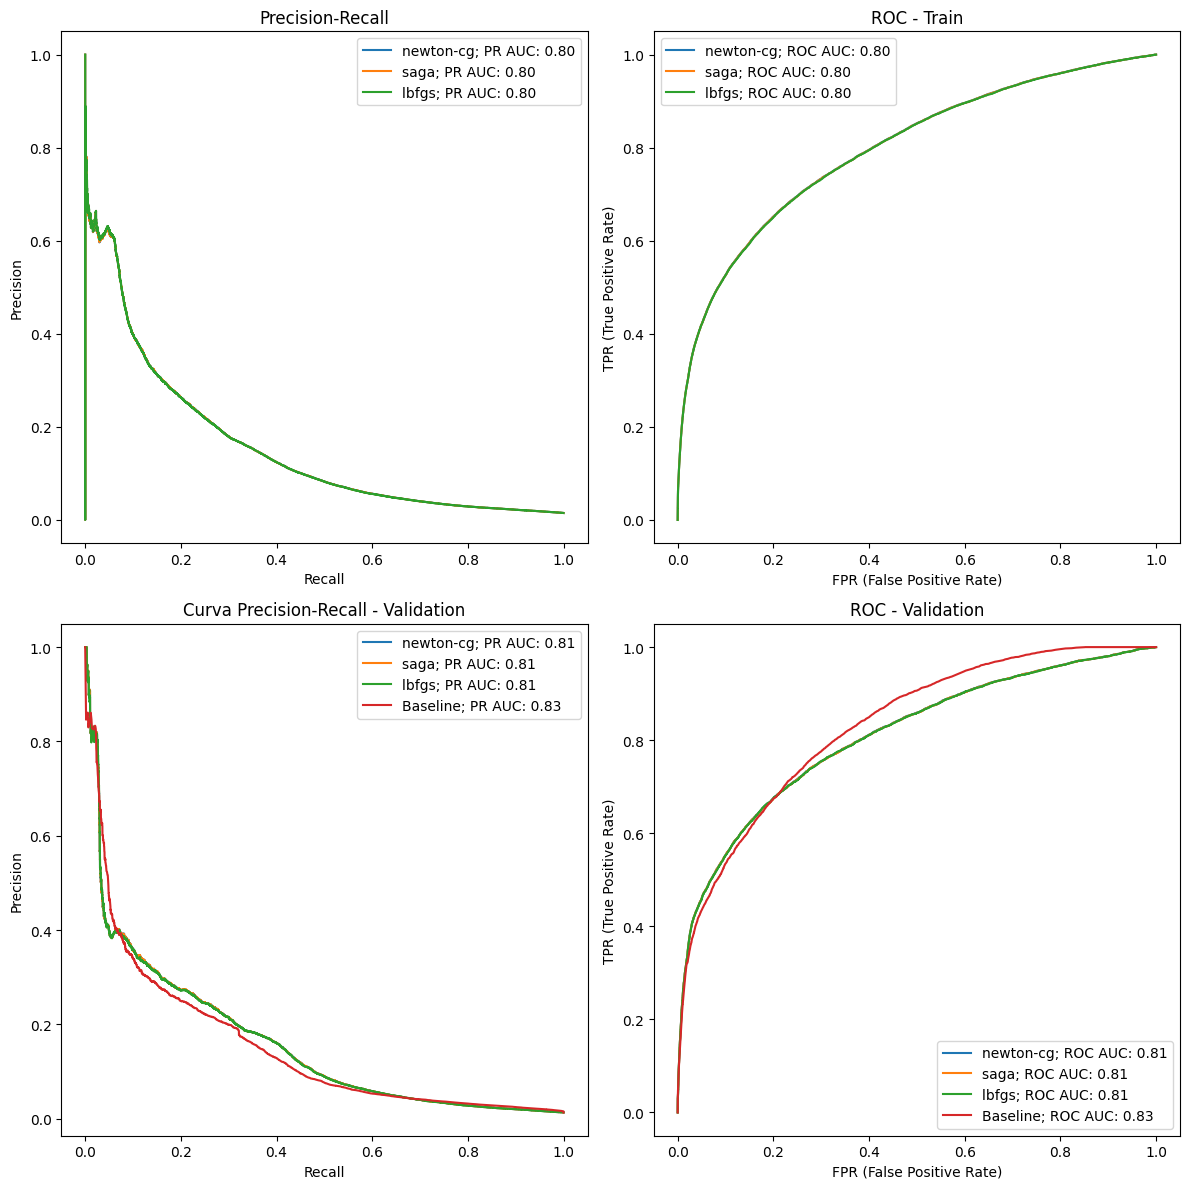 Precision-Recall
newton-cg; PR AUC: 0.80
saga; PR AUC: 0.80
lbfgs; PR AUC: 0.80
1.0
0.8
0.6
0.4
0.2
0.0
Precision
0.0 0.2 0.4 0.6 0.8 1.0
Recall
ROC - Train
newton-cg; ROC AUC: 0.80
saga; ROC AUC: 0.80
lbfgs; ROC AUC: 0.80
1.0
0.8
0.6
0.4
0.2
0.0
TPR (True Positive Rate)
0.0 0.2 0.4 0.6 0.8 1.0
FPR (False Positive Rate)
Curva Precision-Recall - Validation
newton-cg; PR AUC: 0.81
saga; PR AUC: 0.81
lbfgs; PR AUC: 0.81
Baseline; PR AUC: 0.83
1.0
0.8
0.6
0.4
0.2
0.0
Precision
0.0 0.2 0.4 0.6 0.8 1.0
Recall
ROC - Validation
1.0
0.8
0.6
0.4
0.2
0.0
TPR (True Positive Rate)
newton-cg; ROC AUC: 0.81
saga; ROC AUC: 0.81
lbfgs; ROC AUC: 0.81
Baseline; ROC AUC: 0.83
0.0 0.2 0.4 0.6 0.8 1.0
FPR (False Positive Rate)